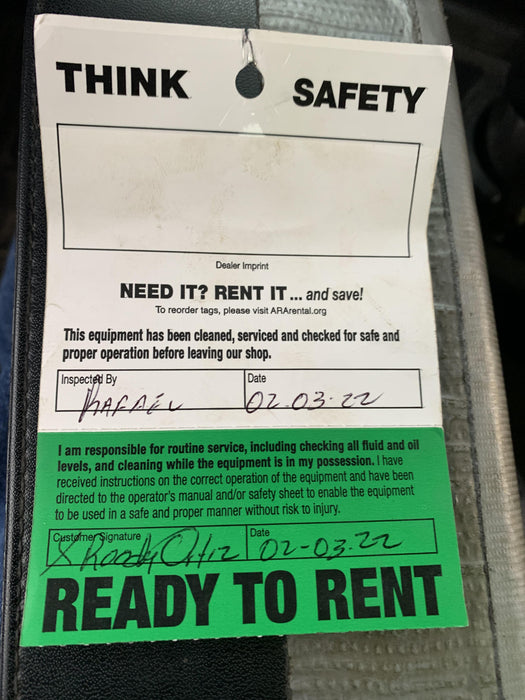 THINK SAFETY
Dealer Imprint
NEED IT? RENT IT ... and save!
To reorder tags, please visit ARArental.org
This equipment has been cleaned, serviced and checked for safe and
proper operation before leaving our shop.
Inspected By Date
RAFAEL 02-03-22
I am responsible for routine service, including checking all fluid and oil
levels, and cleaning while the equipment is in my possession. I have
received instructions on the correct operation of the equipment and have been
directed to the operator's manual and/or safety sheet to enable the equipment
to be used in a safe and proper manner without risk to injury.
Customer Signature Date
X Ortiz 02-03-22
READY TO RENT